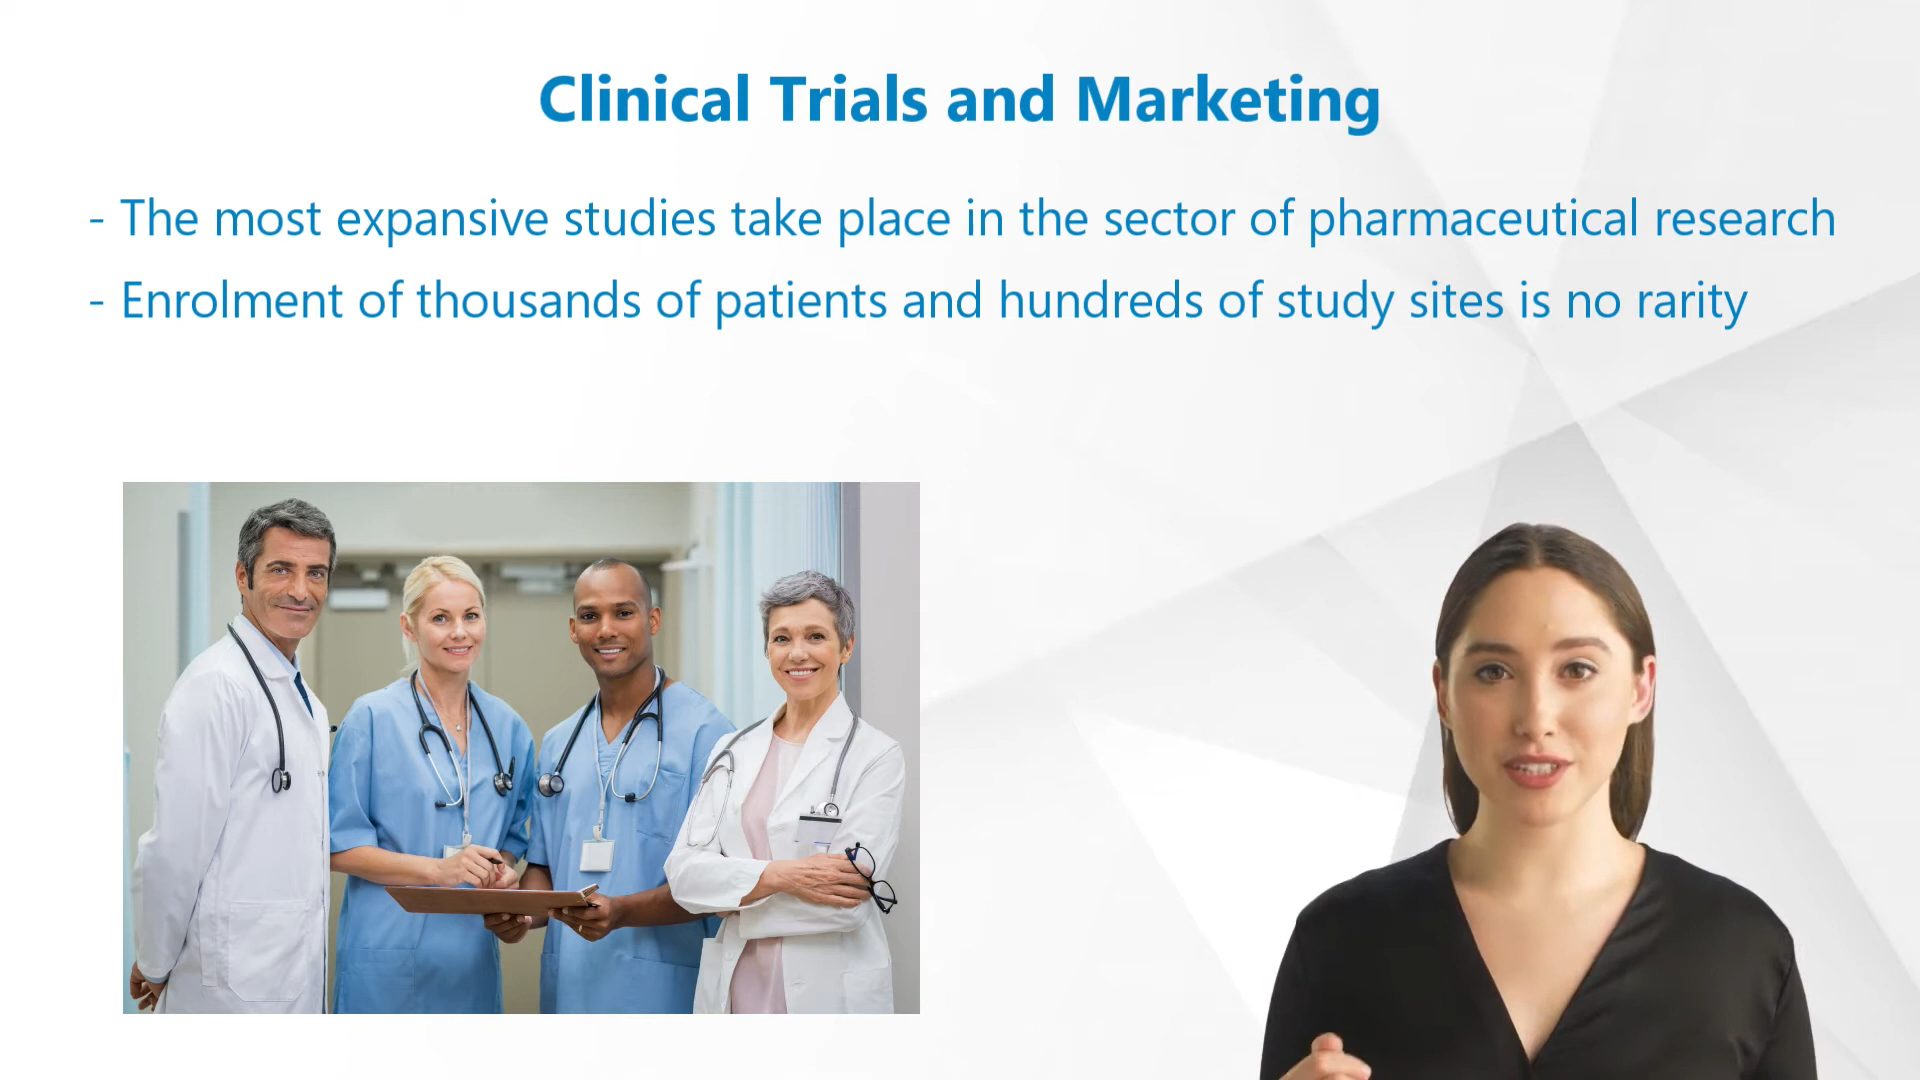 Clinical Trials and Marketing
- The most expansive studies take place in the sector of pharmaceutical research
- Enrolment of thousands of patients and hundreds of study sites is no rarity